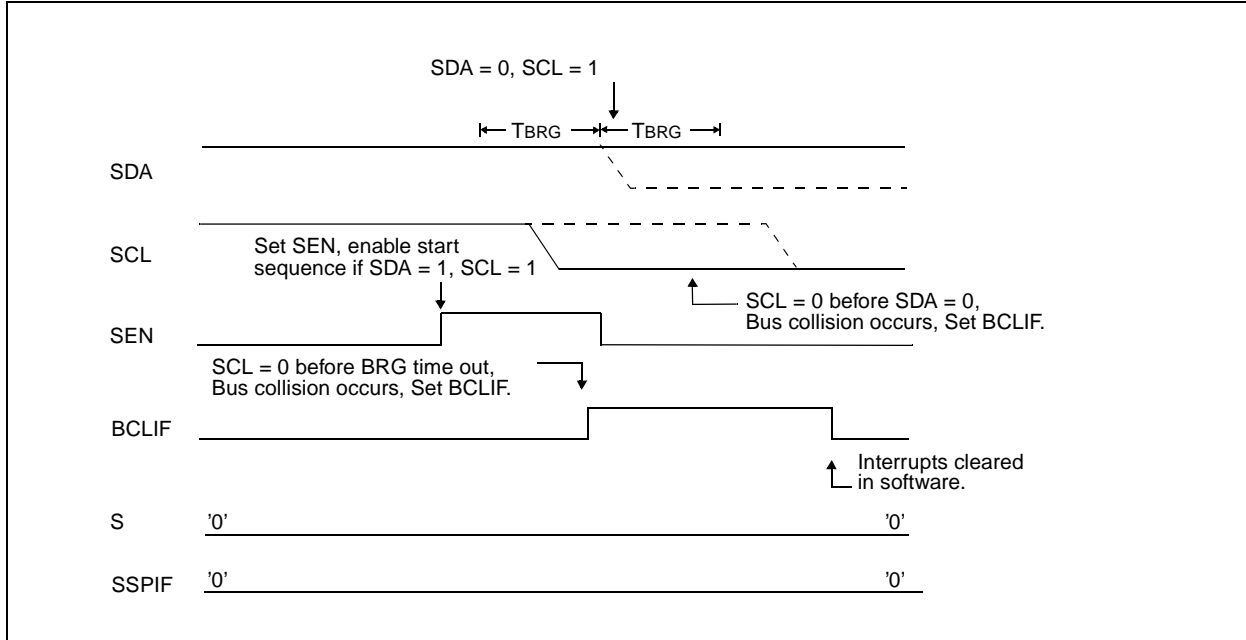 SDA = 0, SCL = 1
TBRG TBRG
SDA
SCL
Set SEN, enable start
sequence if SDA = 1, SCL = 1
SCL = 0 before SDA = 0,
Bus collision occurs, Set BCLIF.
SEN
SCL = 0 before BRG time out,
Bus collision occurs, Set BCLIF.
BCLIF
Interrupts cleared
in software.
S '0' '0'
SSPIF '0' '0'